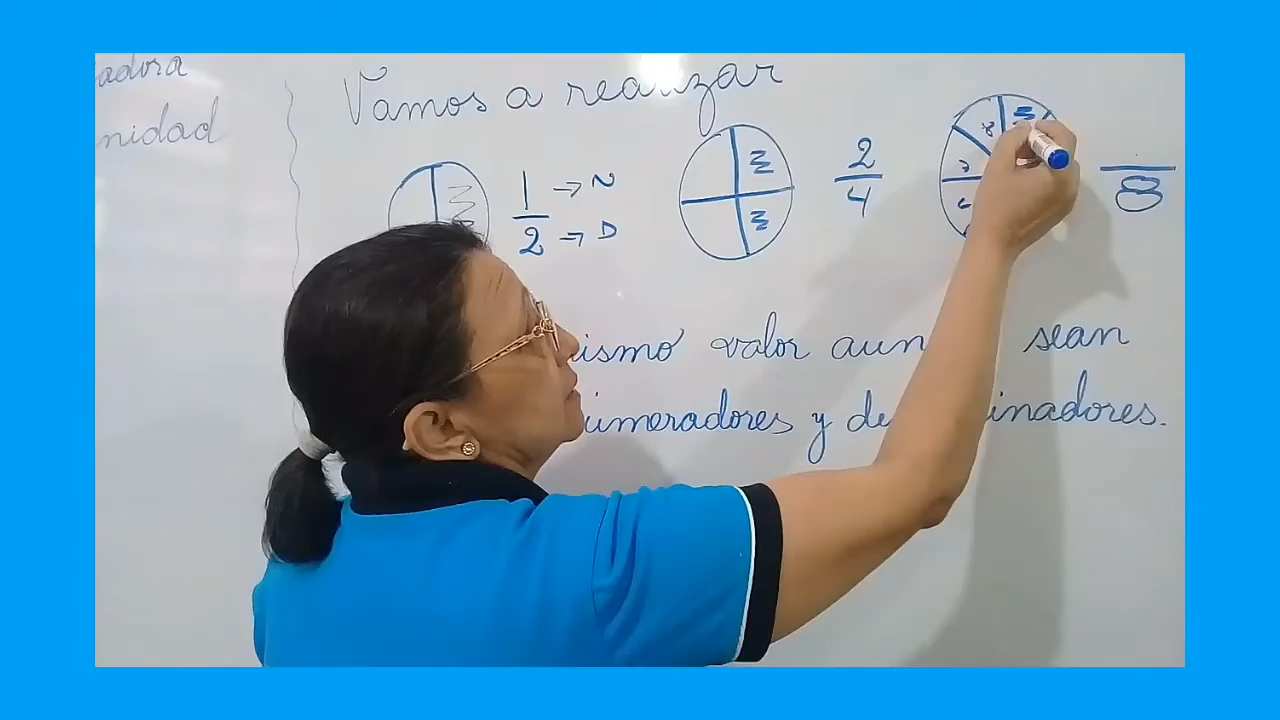 adora
nidad
Vamos a realizar
1 → N
2 → D
2
4
8
ismo valor aun sean
umeradores y de inadores.